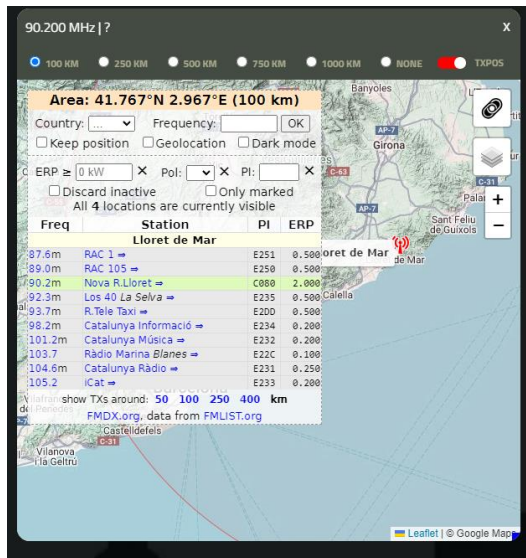 90.200 MHz | ?
X
100 KM 250 KM 500 KM 750 KM 1000 KM NONE TXPOS
Area: 41.767°N 2.967°E (100 km)
Country: ... Frequency: OK
Keep position Geolocation Dark mode
ERP ≥ 0 kW X Pol: X PI: X
Discard inactive Only marked
All 4 locations are currently visible
Freq Station PI ERP
Lloret de Mar
87.6m RAC 1 ⇒ E251 0.500
89.0m RAC 105 ⇒ E250 0.500
90.2m Nova R.Lloret ⇒ C080 2.000
92.3m Los 40 La Selva ⇒ E235 0.500
93.7m R.Tele Taxi ⇒ E2DD 0.500
98.2m Catalunya Informació ⇒ E234 0.200
101.2m Catalunya Música ⇒ E232 0.200
103.7 Ràdio Marina Blanes ⇒ E22C 0.100
104.6m Catalunya Ràdio ⇒ E231 0.250
105.2 iCat ⇒ E233 0.200
show TXs around: 50 100 250 400 km
FMDX.org, data from FMLIST.org
Banyoles
AP-7
Girona
C-63
C-31
Palai
+
AP-7
Sant Feliu
de Guíxols
−
oret de Mar
de Mar
Calella
Castelldefels
C-31
Vilanova
i la Geltrú
Leaflet | © Google Maps